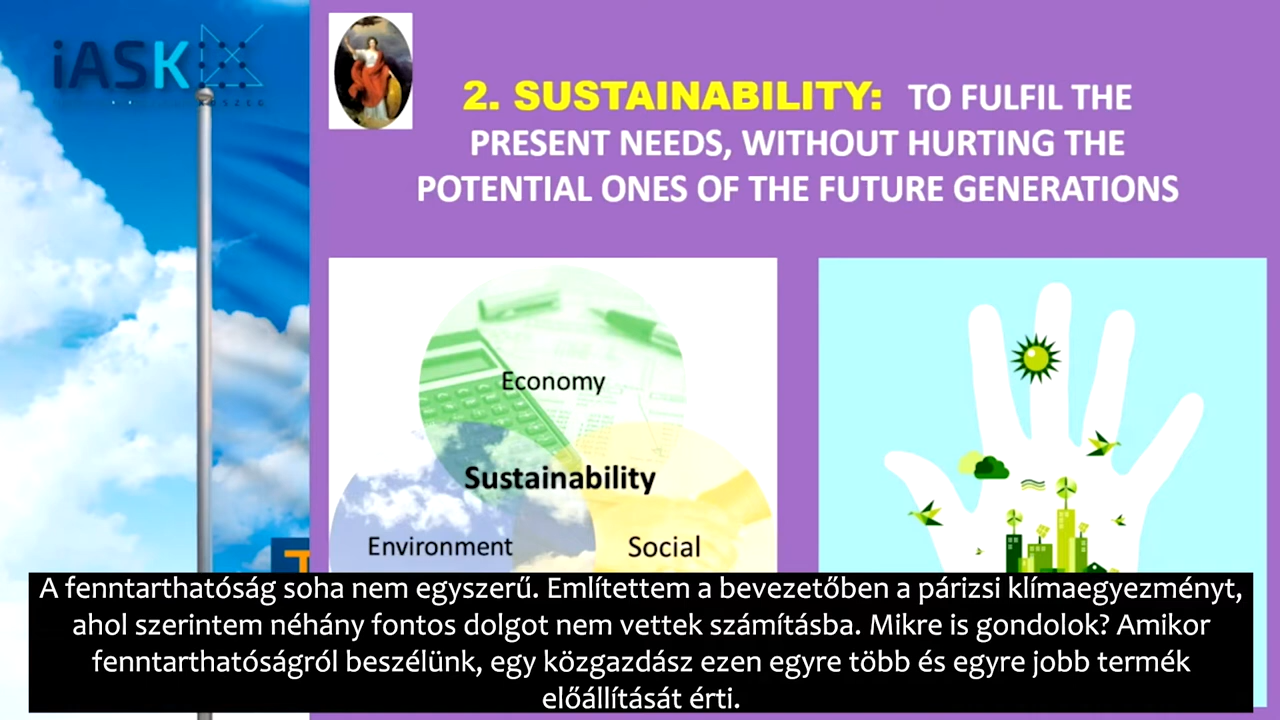 iASK
KŐSZEG
2. SUSTAINABILITY: TO FULFIL THE
PRESENT NEEDS, WITHOUT HURTING THE
POTENTIAL ONES OF THE FUTURE GENERATIONS
Economy
Sustainability
Environment
Social
T
A fenntarthatóság soha nem egyszerű. Említettem a bevezetőben a párizsi klímaegyezményt,
ahol szerintem néhány fontos dolgot nem vettek számításba. Mikre is gondolok? Amikor
fenntarthatóságról beszélünk, egy közgazdász ezen egyre több és egyre jobb termék
előállítását érti.